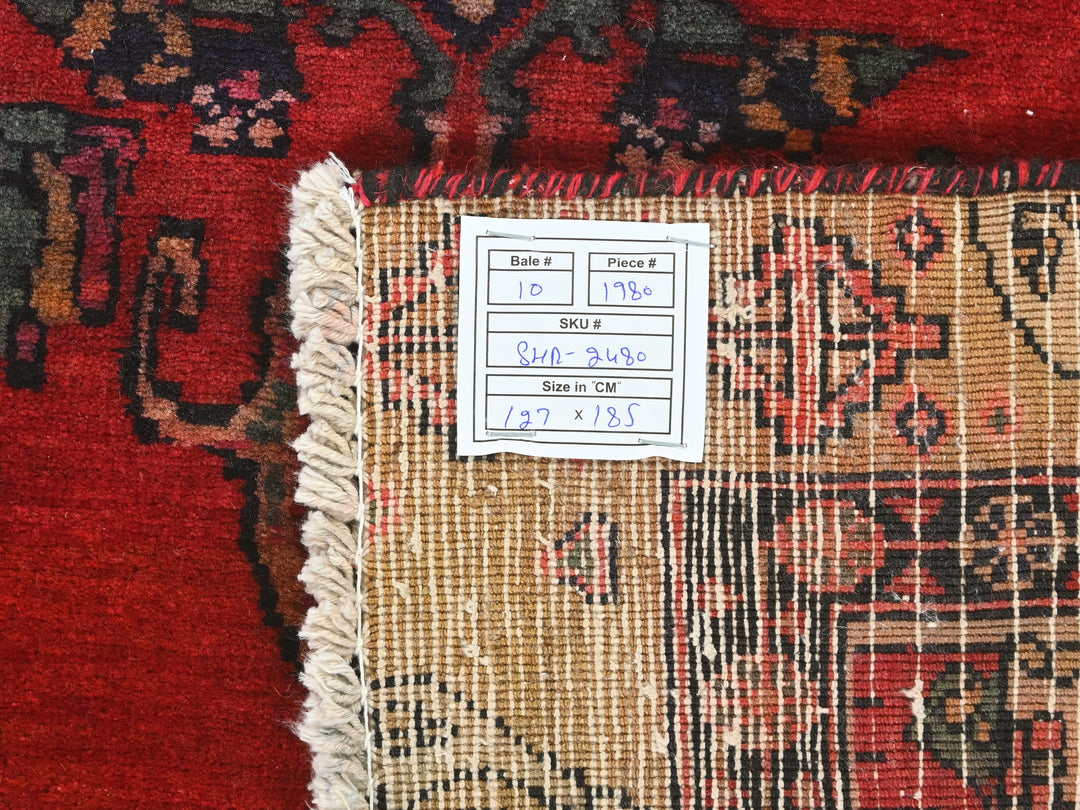 Bale # Piece #
10 1980
SKU #
SHR-2480
Size in "CM"
127 x 185